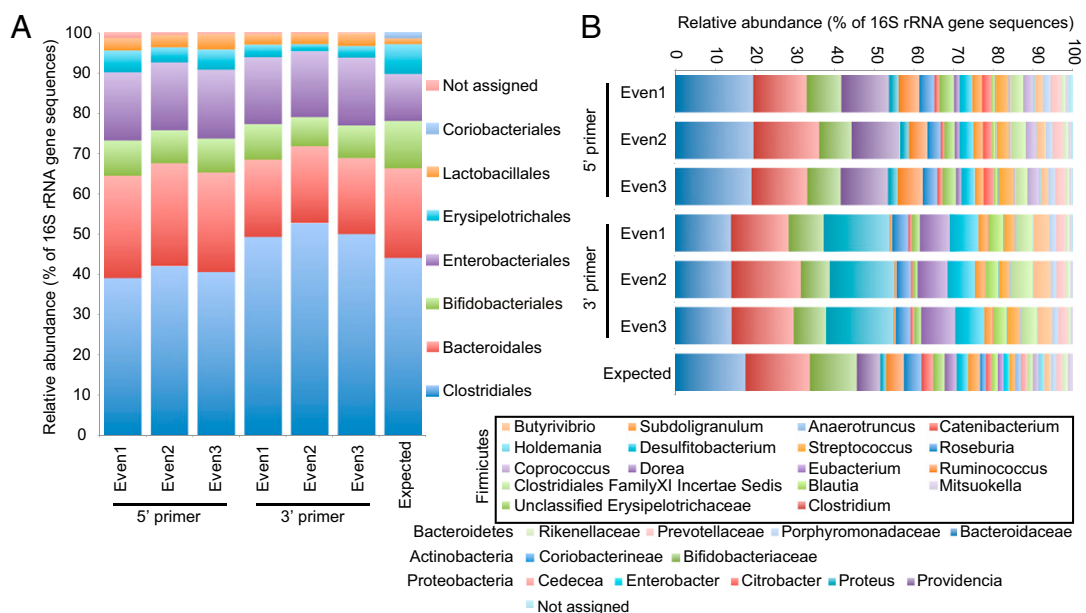 A
Relative abundance (% of 16S rRNA gene sequences)
100
90
80
70
60
50
40
30
20
10
0
Even1
Even2
Even3
Even1
Even2
Even3
Expected
5' primer
3' primer
Not assigned
Coriobacteriales
Lactobacillales
Erysipelotrichales
Enterobacteriales
Bifidobacteriales
Bacteroidales
Clostridiales
B
Relative abundance (% of 16S rRNA gene sequences)
0 10 20 30 40 50 60 70 80 90 100
5' primer
Even1
Even2
Even3
3' primer
Even1
Even2
Even3
Expected
Firmicutes
Butyrivibrio Subdoligranulum Anaerotruncus Catenibacterium
Holdemania Desulfitobacterium Streptococcus Roseburia
Coprococcus Dorea Eubacterium Ruminococcus
Clostridiales FamilyXI Incertae Sedis Blautia Mitsuokella
Unclassified Erysipelotrichaceae Clostridium
Bacteroidetes Rikenellaceae Prevotellaceae Porphyromonadaceae Bacteroidaceae
Actinobacteria Coriobacterineae Bifidobacteriaceae
Proteobacteria Cedecea Enterobacter Citrobacter Proteus Providencia
Not assigned